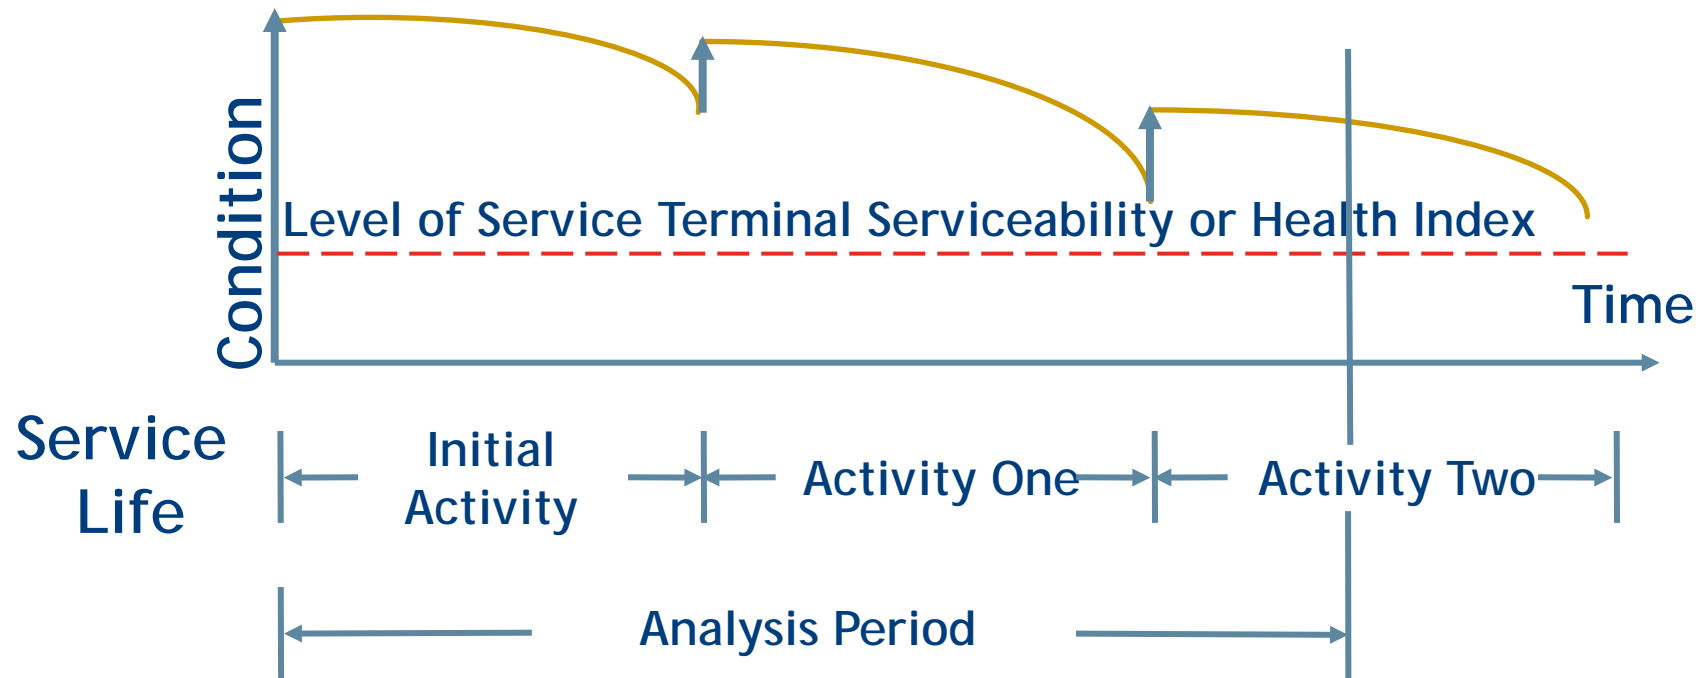 Condition
Level of Service Terminal Serviceability or Health Index
Time
Service
Life
Initial
Activity
Activity One
Activity Two
Analysis Period